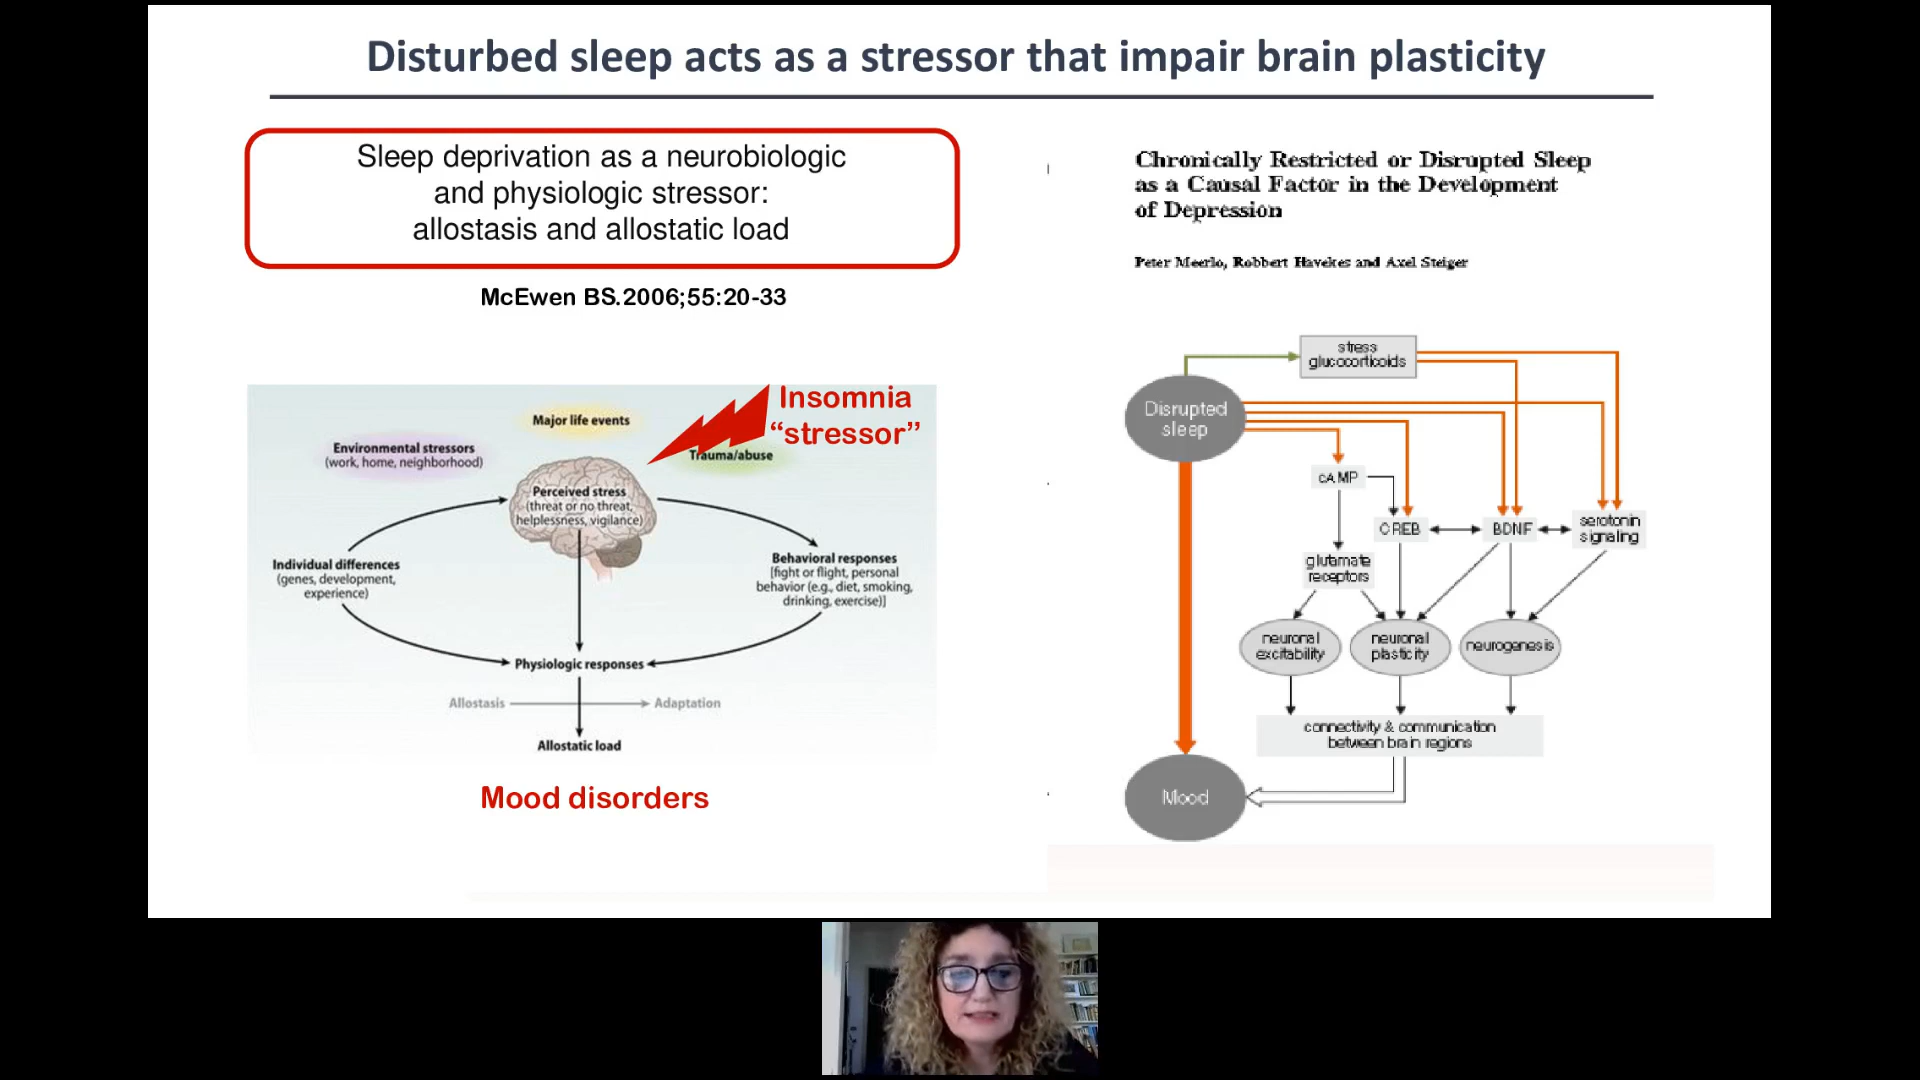 Disturbed sleep acts as a stressor that impair brain plasticity
Sleep deprivation as a neurobiologic
and physiologic stressor:
allostasis and allostatic load
McEwen BS.2006;55:20-33
Insomnia
“stressor”
Major life events
Environmental stressors
(work, home, neighborhood)
Trauma/abuse
Perceived stress
(threat or no threat,
helplessness, vigilance)
Individual differences
(genes, development,
experience)
Behavioral responses
[fight or flight, personal
behavior (e.g., diet, smoking,
drinking, exercise)]
Physiologic responses
Allostasis
Adaptation
Allostatic load
Mood disorders
Chronically Restricted or Disrupted Sleep
as a Causal Factor in the Development
of Depression
Peter Meerlo, Robbert Havekes and Axel Steiger
stress
glucocorticoids
Disrupted
sleep
cAMP
CREB
BDNF
serotonin
signaling
glutamate
receptors
neuronal
excitability
neuronal
plasticity
neurogenesis
connectivity & communication
between brain regions
Mood